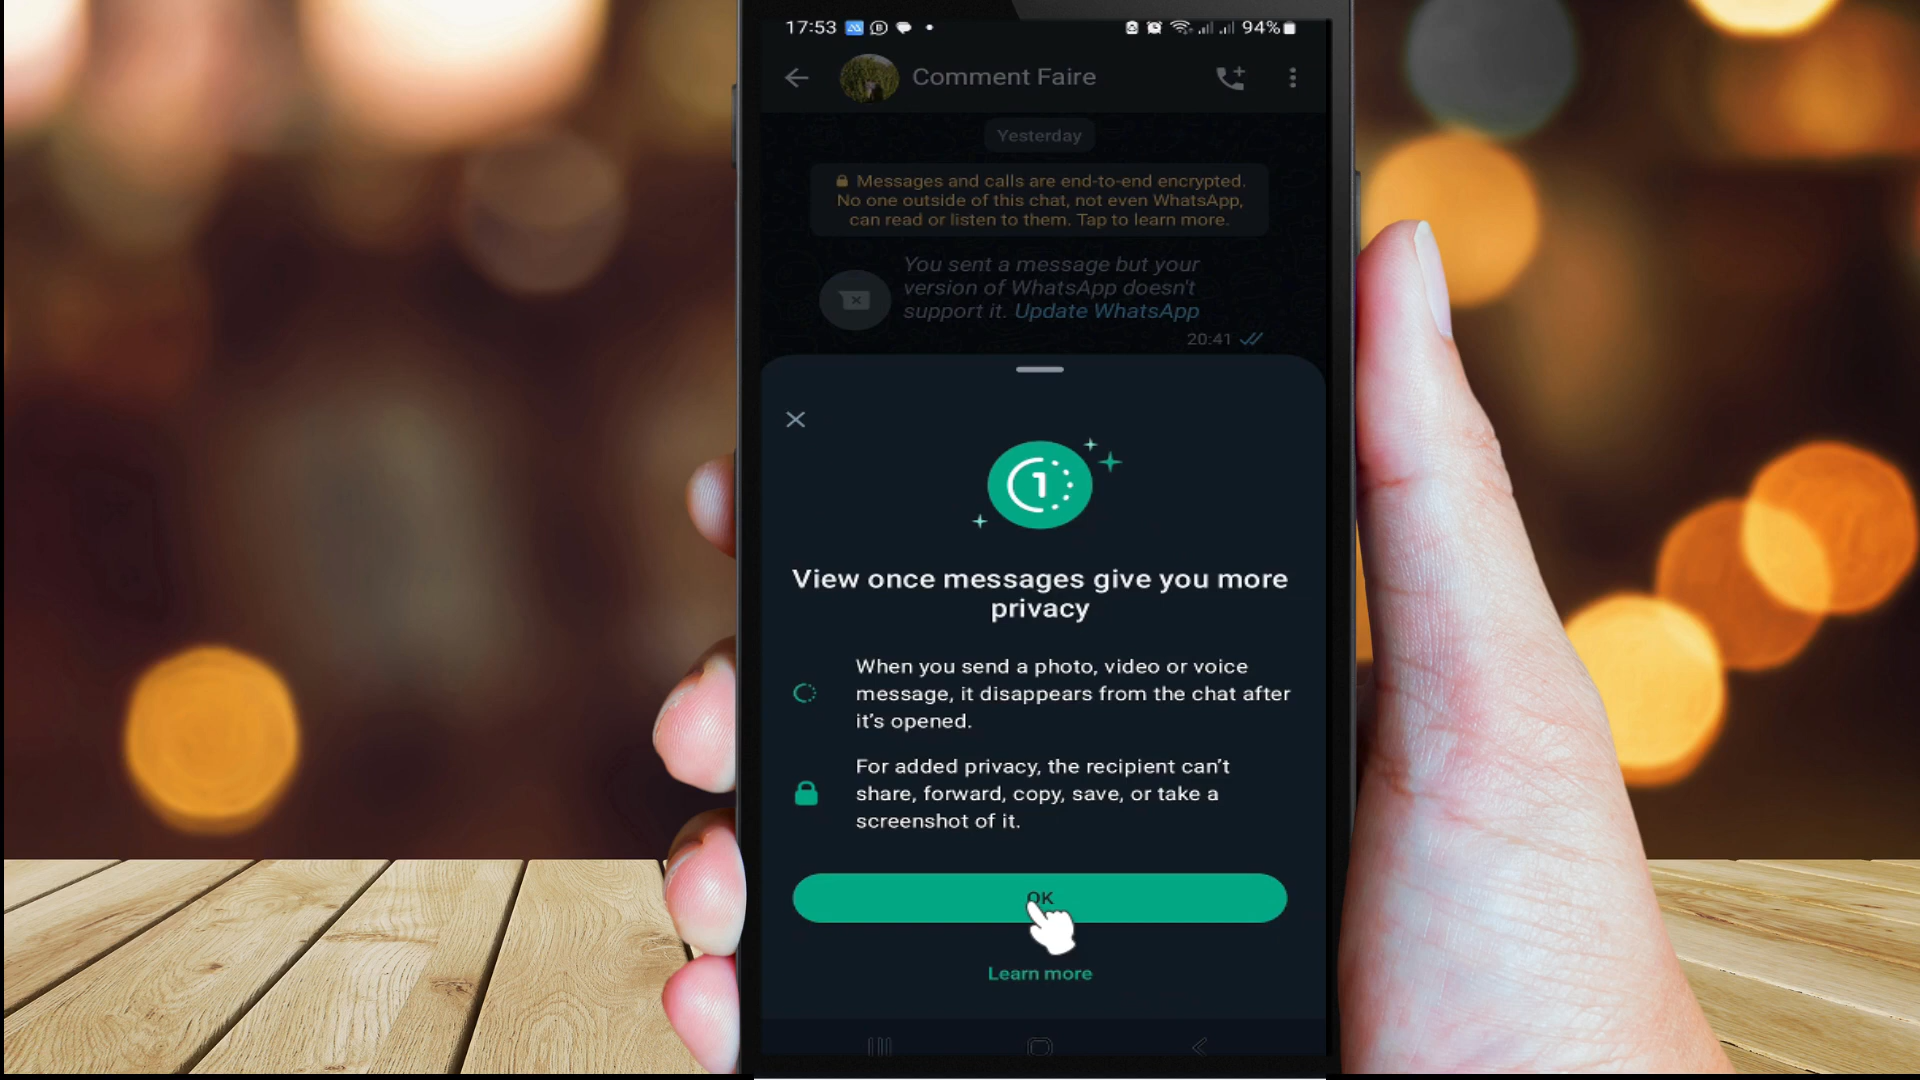 17:53
94%
Comment Faire
Yesterday
Messages and calls are end-to-end encrypted.
No one outside of this chat, not even WhatsApp,
can read or listen to them. Tap to learn more.
You sent a message but your
version of WhatsApp doesn't
support it. Update WhatsApp
20:41
1
View once messages give you more
privacy
When you send a photo, video or voice
message, it disappears from the chat after
it's opened.
For added privacy, the recipient can't
share, forward, copy, save, or take a
screenshot of it.
OK
Learn more